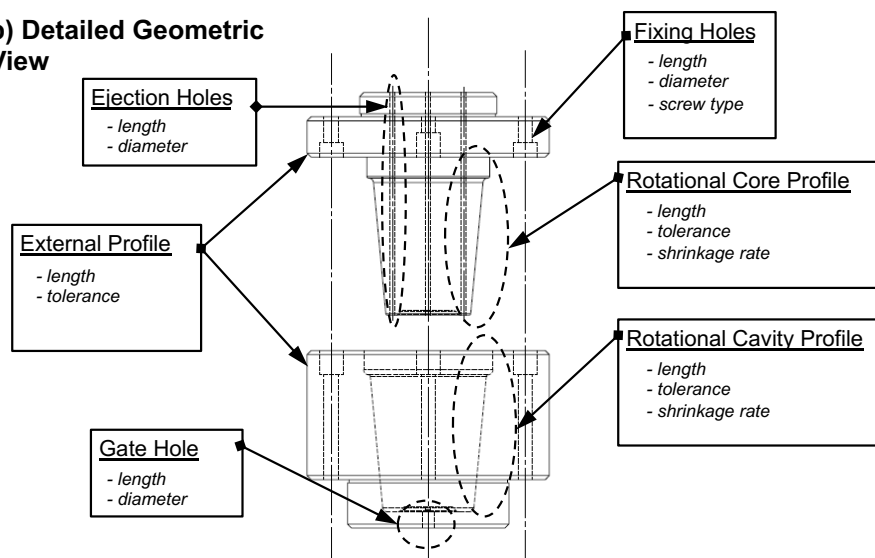 ) Detailed Geometric
View
Ejection Holes
- length
- diameter
Fixing Holes
- length
- diameter
- screw type
Rotational Core Profile
- length
- tolerance
- shrinkage rate
External Profile
- length
- tolerance
Rotational Cavity Profile
- length
- tolerance
- shrinkage rate
Gate Hole
- length
- diameter